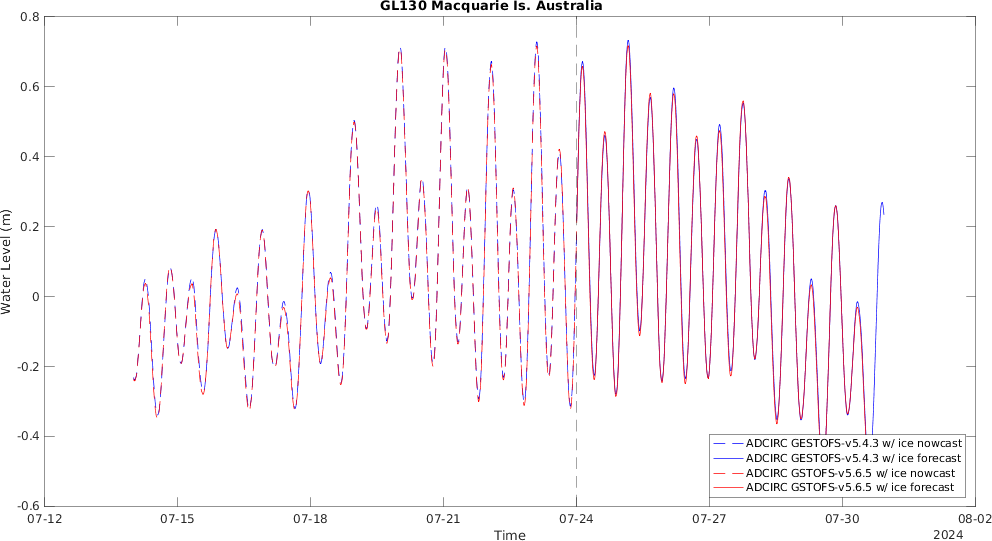 GL130 Macquarie Is. Australia
0.8
0.6
0.4
0.2
0
-0.2
-0.4
-0.6
Water Level (m)
07-12 07-15 07-18 07-21 07-24 07-27 07-30 08-02
Time
2024
ADCIRC GESTOFS-v5.4.3 w/ ice nowcast
ADCIRC GESTOFS-v5.4.3 w/ ice forecast
ADCIRC GSTOFS-v5.6.5 w/ ice nowcast
ADCIRC GSTOFS-v5.6.5 w/ ice forecast